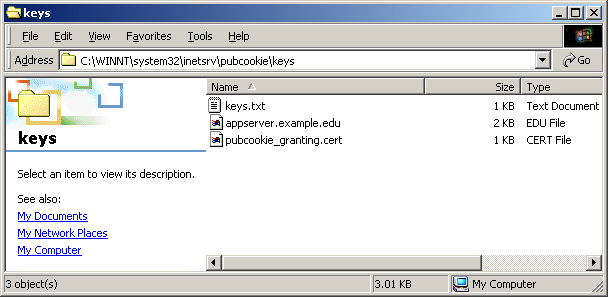 keys
File Edit View Favorites Tools Help
Address C:\WINNT\system32\inetsrv\pubcookie\keys Go
Name Size Type
keys.txt 1 KB Text Document
appserver.example.edu 2 KB EDU File
pubcookie_granting.cert 1 KB CERT File
keys
Select an item to view its description.
See also:
My Documents
My Network Places
My Computer
3 object(s) 3.01 KB My Computer